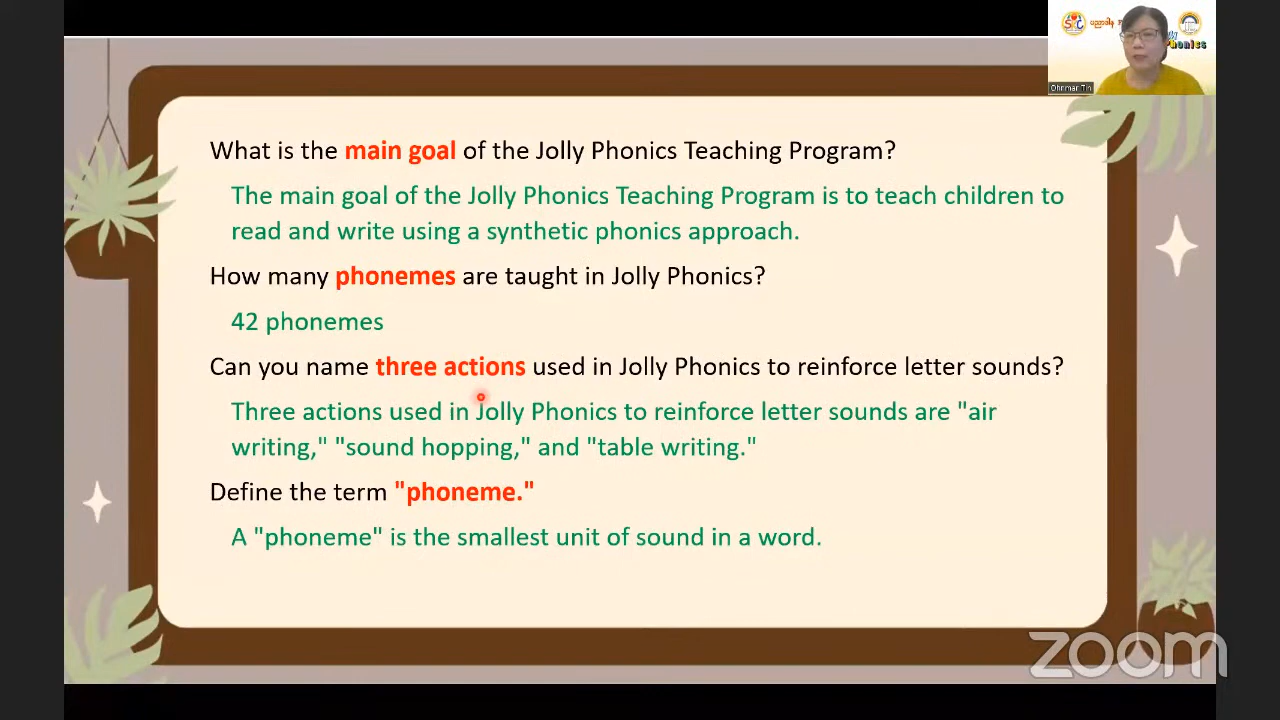 ပညာဒါန
What is the main goal of the Jolly Phonics Teaching Program?
The main goal of the Jolly Phonics Teaching Program is to teach children to
read and write using a synthetic phonics approach.
How many phonemes are taught in Jolly Phonics?
42 phonemes
Can you name three actions used in Jolly Phonics to reinforce letter sounds?
Three actions used in Jolly Phonics to reinforce letter sounds are "air
writing," "sound hopping," and "table writing."
Define the term "phoneme."
A "phoneme" is the smallest unit of sound in a word.
zoom